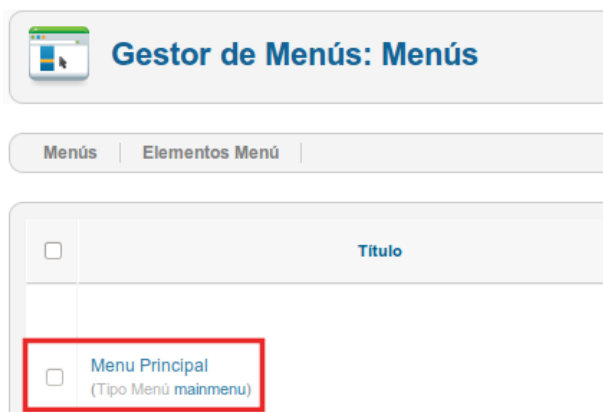 Gestor de Menús: Menús
Menús Elementos Menú
Título
Menu Principal
(Tipo Menú mainmenu)